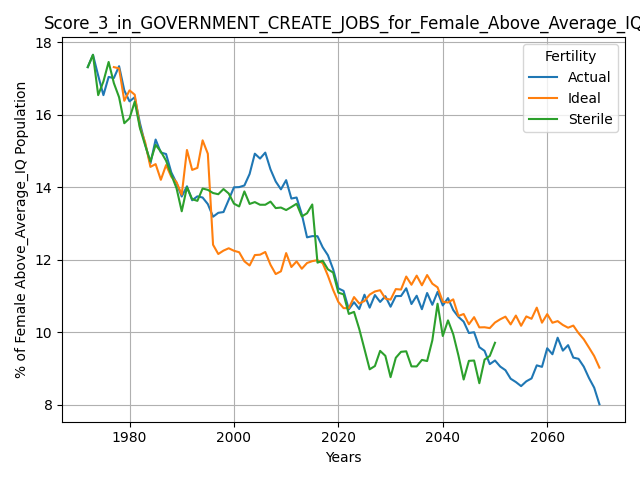 Score_3_in_GOVERNMENT_CREATE_JOBS_for_Female_Above_Average_IQ
18
16
14
12
10
8
% of Female Above_Average_IQ Population
Fertility
Actual
Ideal
Sterile
1980
2000
2020
2040
2060
Years